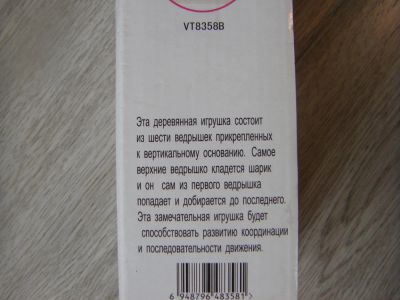 VT8358B
Эта деревянная игрушка состоит
из шести ведрышек прикрепленных
к вертикальному основанию. Самое
верхние ведрышко кладется шарик
и он сам из первого ведрышка
попадает и добирается до последнего.
Эта замечательная игрушка будет
способствовать развитию координации
и последовательности движения.
6 948796 483581 >